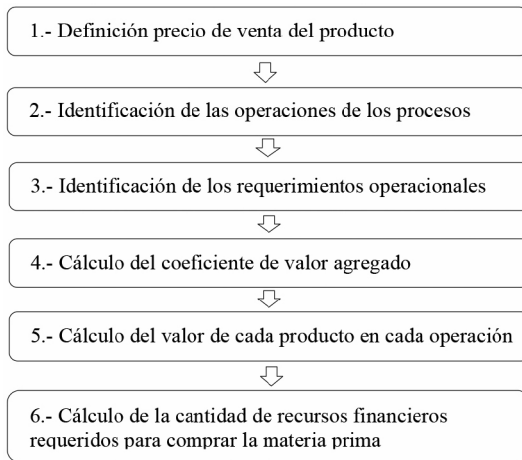 1.- Definición precio de venta del producto
2.- Identificación de las operaciones de los procesos
3.- Identificación de los requerimientos operacionales
4.- Cálculo del coeficiente de valor agregado
5.- Cálculo del valor de cada producto en cada operación
6.- Cálculo de la cantidad de recursos financieros
requeridos para comprar la materia prima